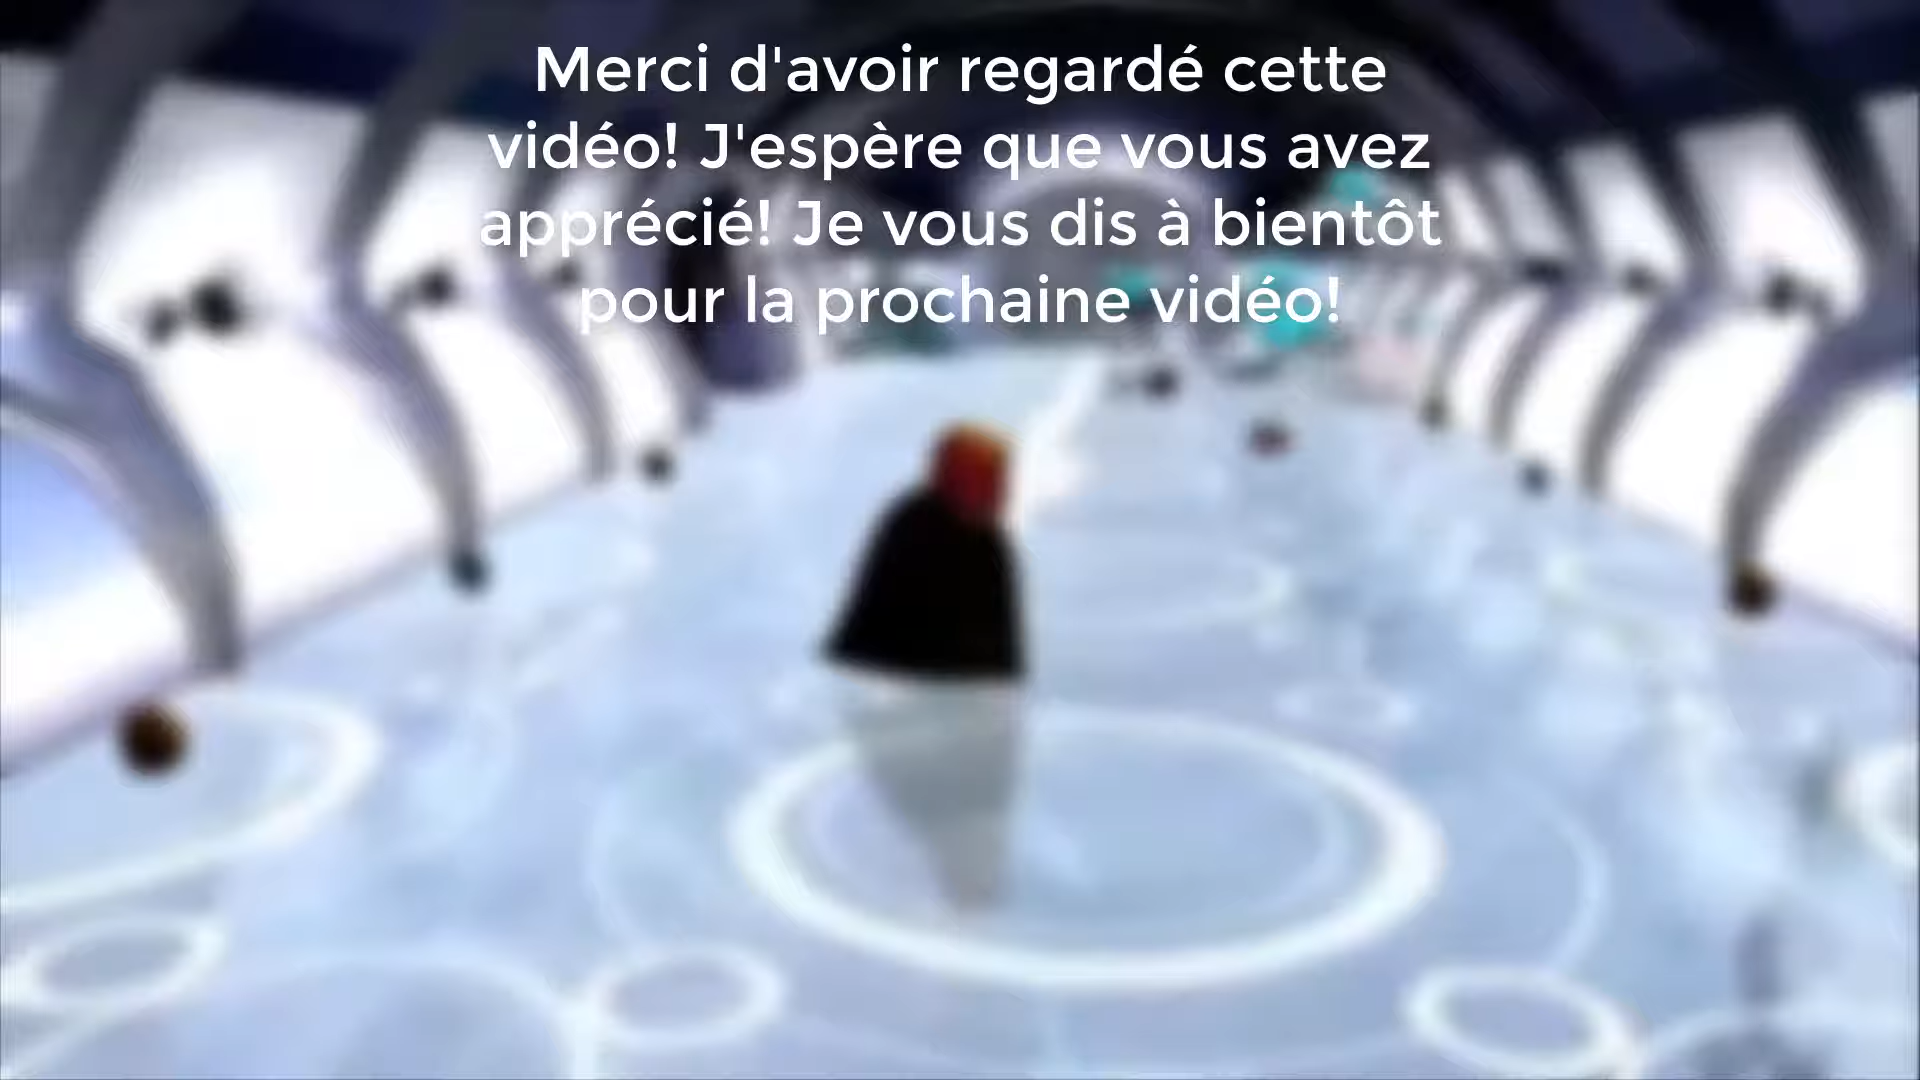 Merci d'avoir regardé cette
vidéo! J'espère que vous avez
apprécié! Je vous dis à bientôt
pour la prochaine vidéo!